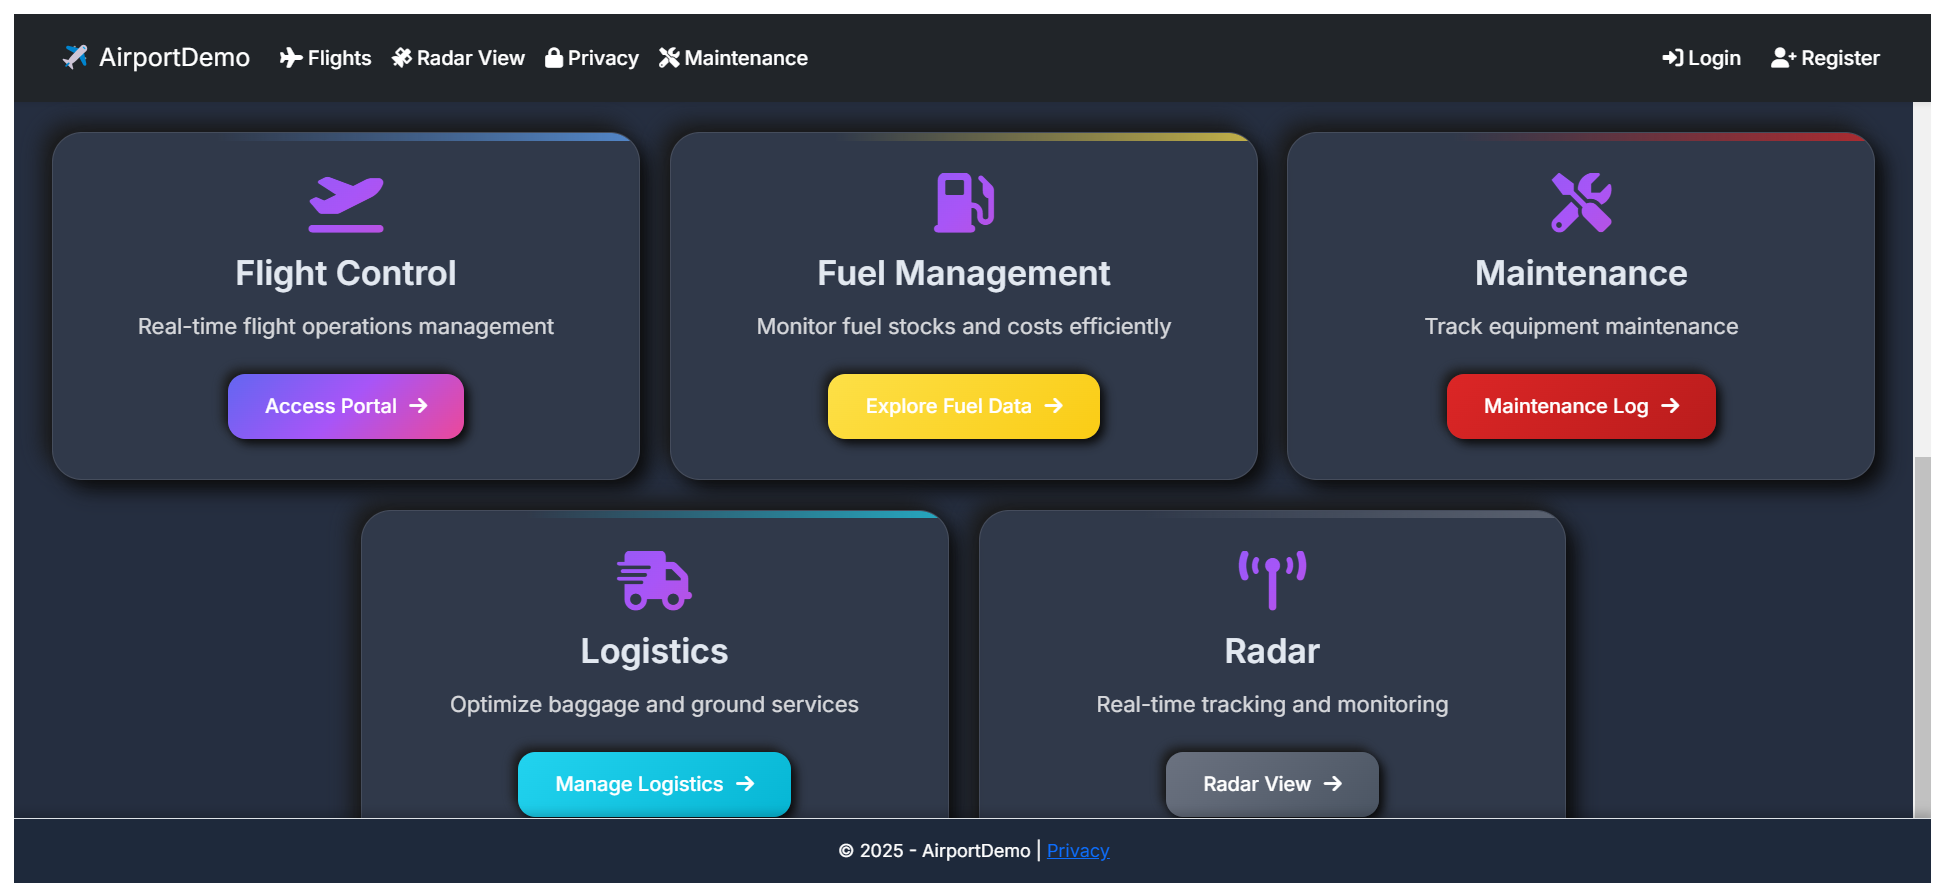 AirportDemo Flights Radar View Privacy Maintenance Login Register
Flight Control
Real-time flight operations management
Access Portal
Fuel Management
Monitor fuel stocks and costs efficiently
Explore Fuel Data
Maintenance
Track equipment maintenance
Maintenance Log
Logistics
Optimize baggage and ground services
Manage Logistics
Radar
Real-time tracking and monitoring
Radar View
© 2025 - AirportDemo | Privacy